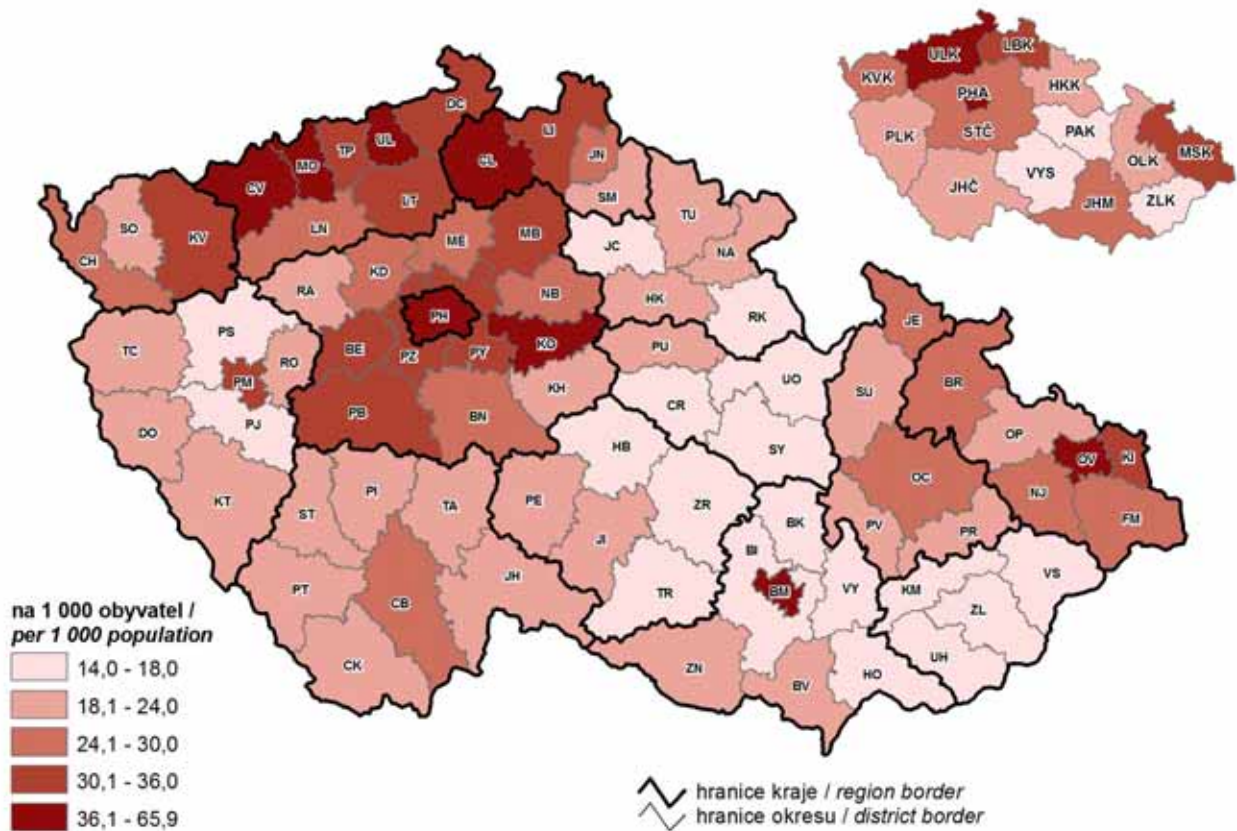 DC
UL
TP
LI
MO
CL
JN
CV
LT
SM
SO
KV
LN
TU
CH
ME
MB
JC
NA
KD
RA
NB
HK
PH
RK
PS
TC
BE
PZ
PY
KO
PU
JE
RO
PM
KH
UO
BR
SU
PB
BN
CR
PJ
DO
HB
SY
OP
OV
KI
KT
OC
NJ
ST
PI
TA
PE
ZR
FM
BK
PV
PR
JI
BI
PT
JH
CB
TR
BM
VY
KM
VS
ZL
CK
ZN
UH
BV
HO
ULK
LBK
KVK
HKK
PHA
STČ
PLK
PAK
OLK
MSK
VYS
JHČ
JHM
ZLK
na 1 000 obyvatel /
per 1 000 population
14,0 - 18,0
18,1 - 24,0
24,1 - 30,0
30,1 - 36,0
36,1 - 65,9
hranice kraje / region border
hranice okresu / district border